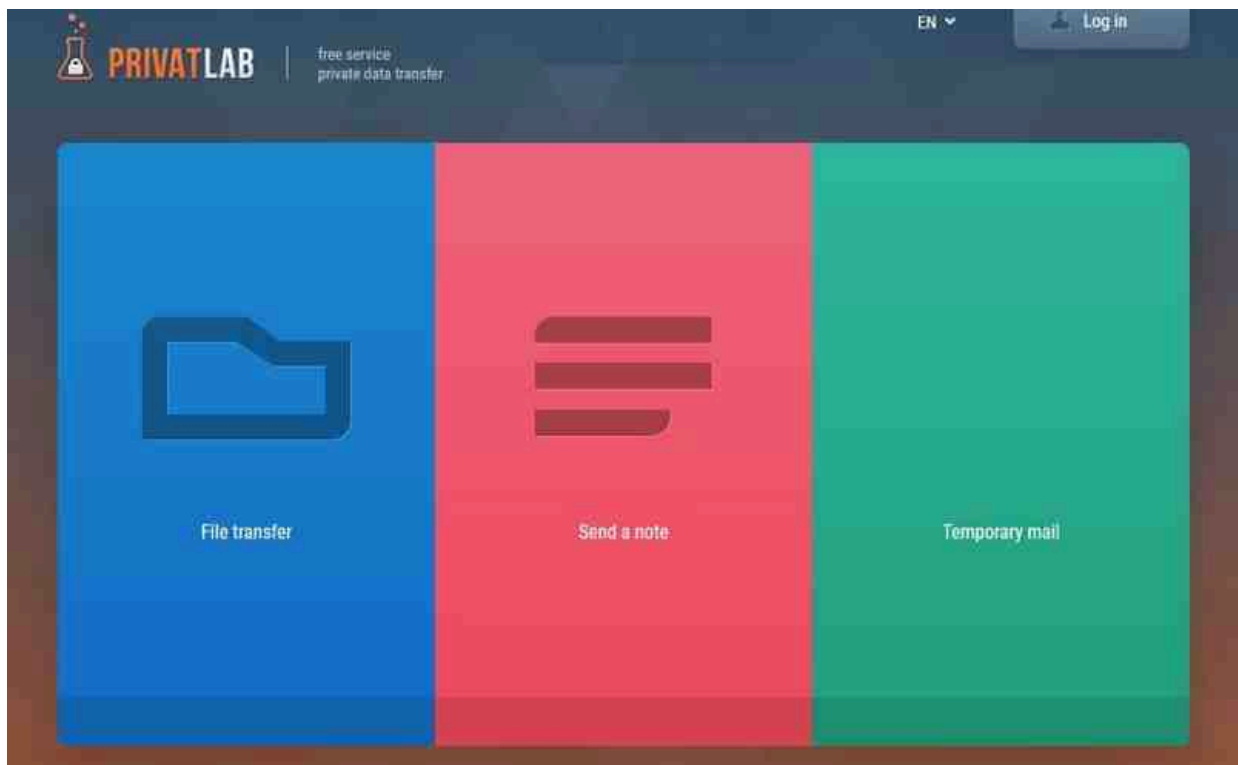 PRIVATLAB
free service
private data transfer
EN
Log in
File transfer
Send a note
Temporary mail